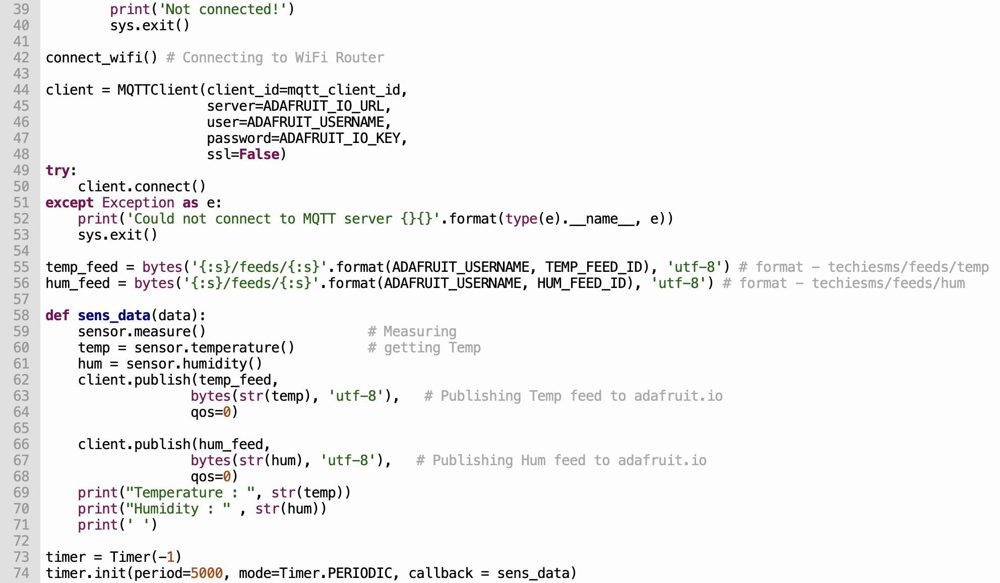 39         print('Not connected!')
40         sys.exit()
41
42 connect_wifi() # Connecting to WiFi Router
43
44 client = MQTTClient(client_id=mqtt_client_id,
45                     server=ADAFRUIT_IO_URL,
46                     user=ADAFRUIT_USERNAME,
47                     password=ADAFRUIT_IO_KEY,
48                     ssl=False)
49 try:
50     client.connect()
51 except Exception as e:
52     print('Could not connect to MQTT server {}{}'.format(type(e).__name__, e))
53     sys.exit()
54
55 temp_feed = bytes('{:s}/feeds/{:s}'.format(ADAFRUIT_USERNAME, TEMP_FEED_ID), 'utf-8') # format - techiesms/feeds/temp
56 hum_feed = bytes('{:s}/feeds/{:s}'.format(ADAFRUIT_USERNAME, HUM_FEED_ID), 'utf-8') # format - techiesms/feeds/hum
57
58 def sens_data(data):
59     sensor.measure()                    # Measuring
60     temp = sensor.temperature()         # getting Temp
61     hum = sensor.humidity()
62     client.publish(temp_feed,
63                   bytes(str(temp), 'utf-8'),   # Publishing Temp feed to adafruit.io
64                   qos=0)
65
66     client.publish(hum_feed,
67                   bytes(str(hum), 'utf-8'),   # Publishing Hum feed to adafruit.io
68                   qos=0)
69     print("Temperature : ", str(temp))
70     print("Humidity : " , str(hum))
71     print(' ')
72
73 timer = Timer(-1)
74 timer.init(period=5000, mode=Timer.PERIODIC, callback = sens_data)